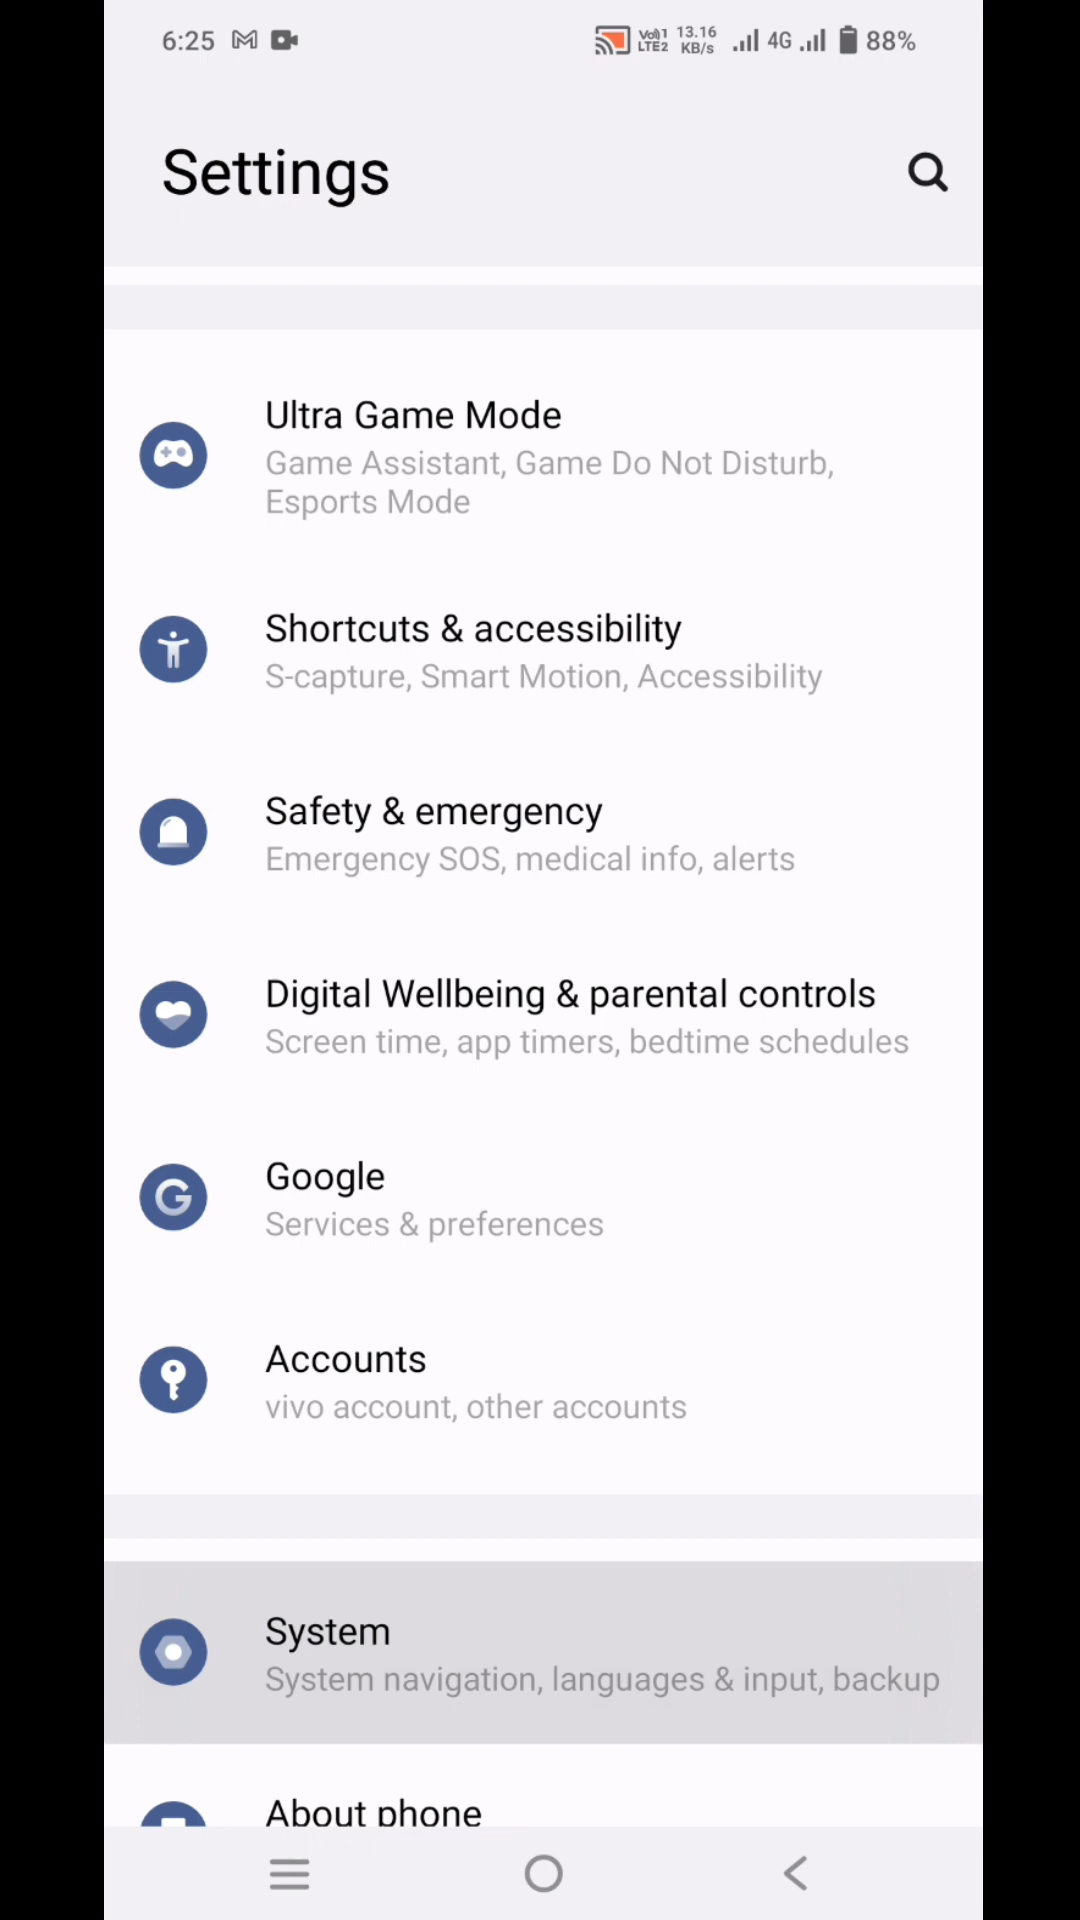 6:25
Vo)) 1
LTE2
13.16
KB/s
4G
88%
Settings
Ultra Game Mode
Game Assistant, Game Do Not Disturb,
Esports Mode
Shortcuts & accessibility
S-capture, Smart Motion, Accessibility
Safety & emergency
Emergency SOS, medical info, alerts
Digital Wellbeing & parental controls
Screen time, app timers, bedtime schedules
Google
Services & preferences
Accounts
vivo account, other accounts
System
System navigation, languages & input, backup
About phone